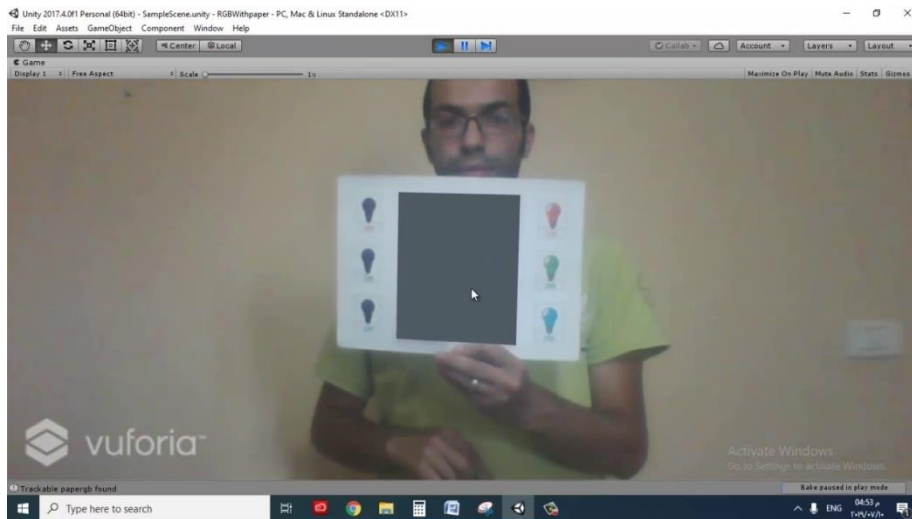 Unity 2017.4.0f1 Personal (64bit) - SampleScene.unity - RGBWithpaper - PC, Mac & Linux Standalone <DX11>
File Edit Assets GameObject Component Window Help
Center Local Collab Account Layers Layout
Game
Display 1 Free Aspect Scale 1x Maximize On Play Mute Audio Stats Gizmos
vuforia
Activate Windows
Go to Settings to activate Windows.
Trackable papergb found
Bake paused in play mode
Type here to search
ENG
04:53 م